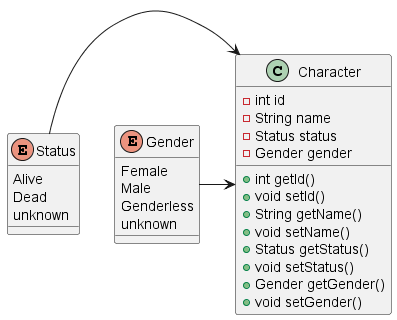 E Status
Alive
Dead
unknown
E Gender
Female
Male
Genderless
unknown
C Character
int id
String name
Status status
Gender gender
int getId()
void setId()
String getName()
void setName()
Status getStatus()
void setStatus()
Gender getGender()
void setGender()